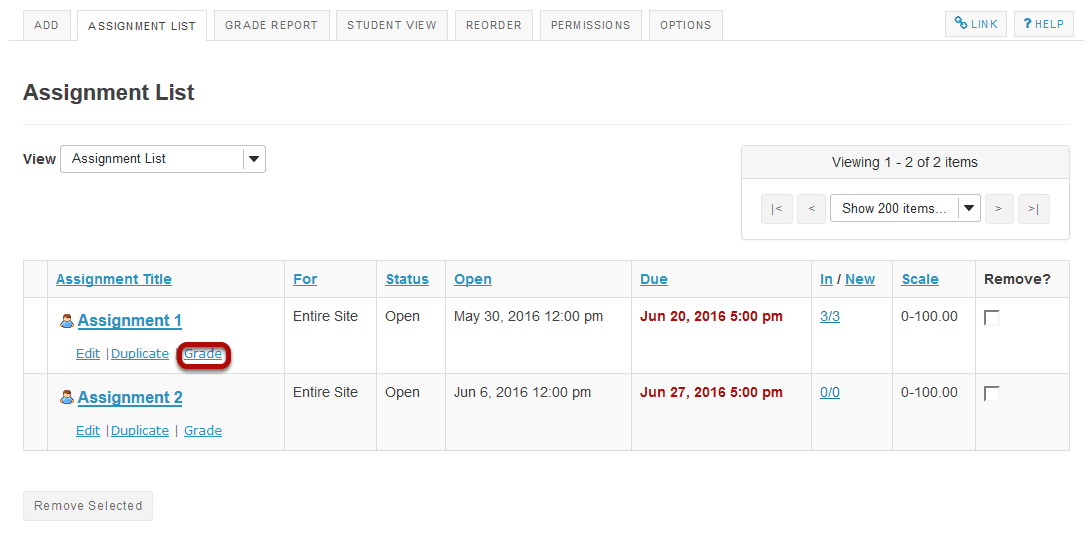 ADD ASSIGNMENT LIST GRADE REPORT STUDENT VIEW REORDER PERMISSIONS OPTIONS LINK ? HELP
Assignment List
View Assignment List
Viewing 1 - 2 of 2 items
|< < Show 200 items... > >|
Assignment Title For Status Open Due In / New Scale Remove?
Assignment 1 Entire Site Open May 30, 2016 12:00 pm Jun 20, 2016 5:00 pm 3/3 0-100.00
Edit | Duplicate | Grade
Assignment 2 Entire Site Open Jun 6, 2016 12:00 pm Jun 27, 2016 5:00 pm 0/0 0-100.00
Edit | Duplicate | Grade
Remove Selected